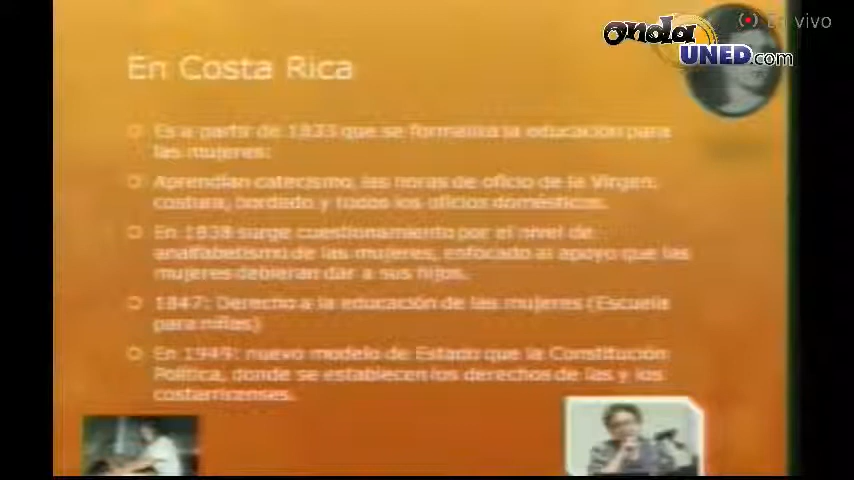 En vivo
onda
UNED.com
En Costa Rica
Es a partir de 1833 que se formaliza la educación para
las mujeres:
Aprendían catecismo, las horas de oficio de la Virgen,
costura, bordado y todos los oficios domésticos.
En 1838 surge cuestionamiento por el nivel de
analfabetismo de las mujeres, enfocado al apoyo que las
mujeres debieran dar a sus hijos.
1847: Derecho a la educación de las mujeres (Escuela
para niñas)
En 1949: nuevo modelo de Estado que la Constitución
Política, donde se establecen los derechos de las y los
costarricenses.